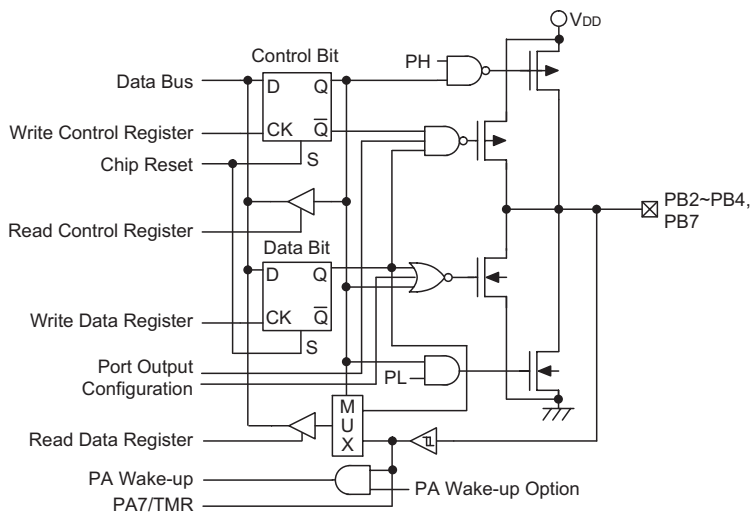 VDD
Control Bit
PH
Data Bus
D Q
Write Control Register
CK Q
Chip Reset
S
PB2~PB4,
PB7
Read Control Register
Data Bit
D Q
Write Data Register
CK Q
S
Port Output
Configuration
PL
M
U
X
Read Data Register
PA Wake-up
PA Wake-up Option
PA7/TMR